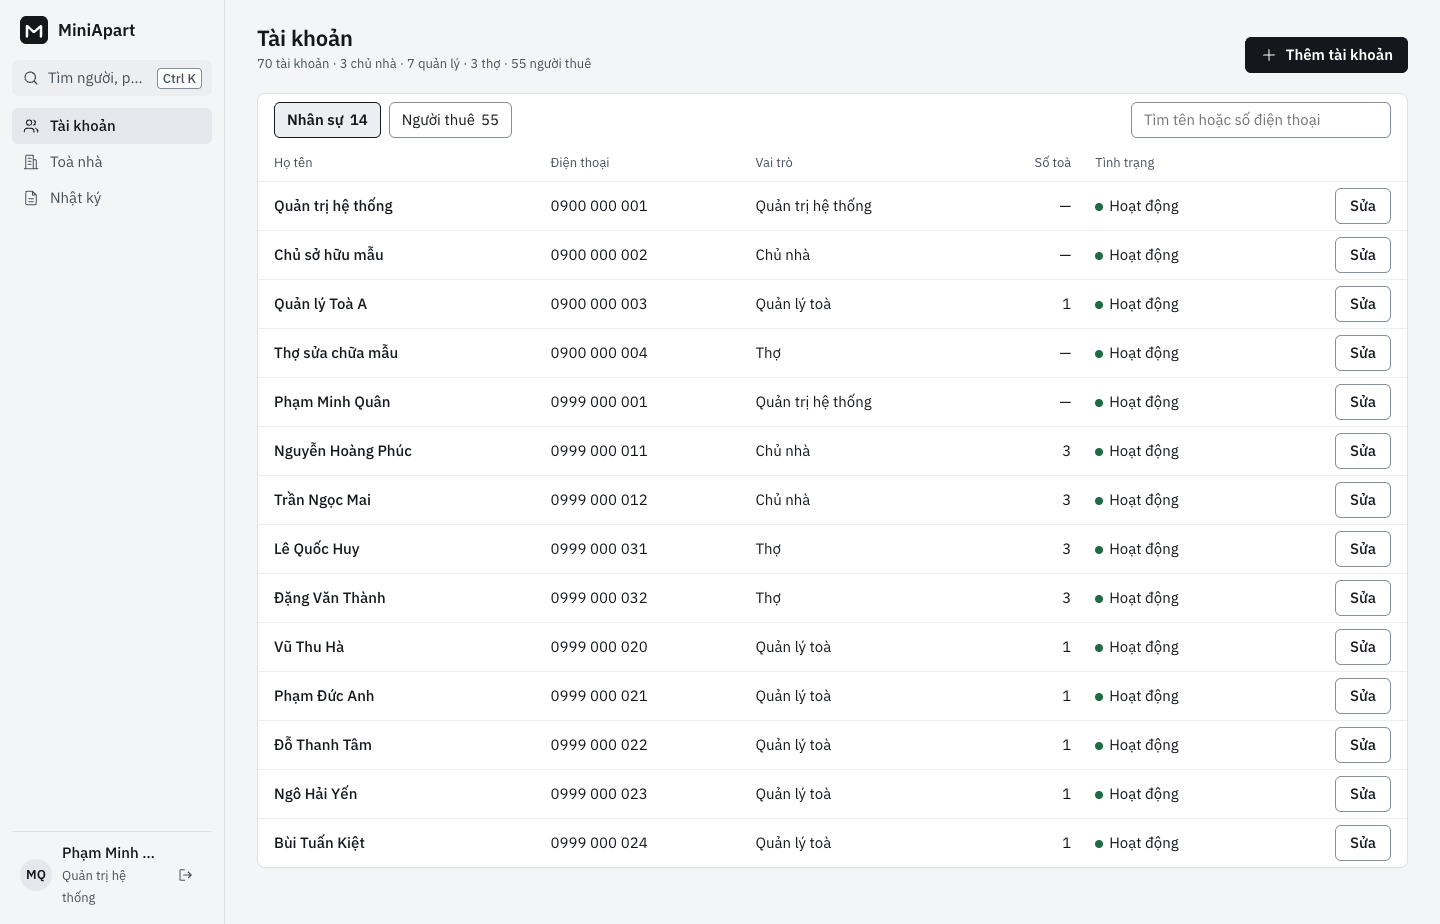 MiniApart
Tìm người, p... Ctrl K
Tài khoản
Toà nhà
Nhật ký
MQ
Phạm Minh ...
Quản trị hệ
thống
Tài khoản
70 tài khoản · 3 chủ nhà · 7 quản lý · 3 thợ · 55 người thuê
Thêm tài khoản
Nhân sự 14 Người thuê 55 Tìm tên hoặc số điện thoại
Họ tên Điện thoại Vai trò Số toà Tình trạng
Quản trị hệ thống 0900 000 001 Quản trị hệ thống — Hoạt động Sửa
Chủ sở hữu mẫu 0900 000 002 Chủ nhà — Hoạt động Sửa
Quản lý Toà A 0900 000 003 Quản lý toà 1 Hoạt động Sửa
Thợ sửa chữa mẫu 0900 000 004 Thợ — Hoạt động Sửa
Phạm Minh Quân 0999 000 001 Quản trị hệ thống — Hoạt động Sửa
Nguyễn Hoàng Phúc 0999 000 011 Chủ nhà 3 Hoạt động Sửa
Trần Ngọc Mai 0999 000 012 Chủ nhà 3 Hoạt động Sửa
Lê Quốc Huy 0999 000 031 Thợ 3 Hoạt động Sửa
Đặng Văn Thành 0999 000 032 Thợ 3 Hoạt động Sửa
Vũ Thu Hà 0999 000 020 Quản lý toà 1 Hoạt động Sửa
Phạm Đức Anh 0999 000 021 Quản lý toà 1 Hoạt động Sửa
Đỗ Thanh Tâm 0999 000 022 Quản lý toà 1 Hoạt động Sửa
Ngô Hải Yến 0999 000 023 Quản lý toà 1 Hoạt động Sửa
Bùi Tuấn Kiệt 0999 000 024 Quản lý toà 1 Hoạt động Sửa